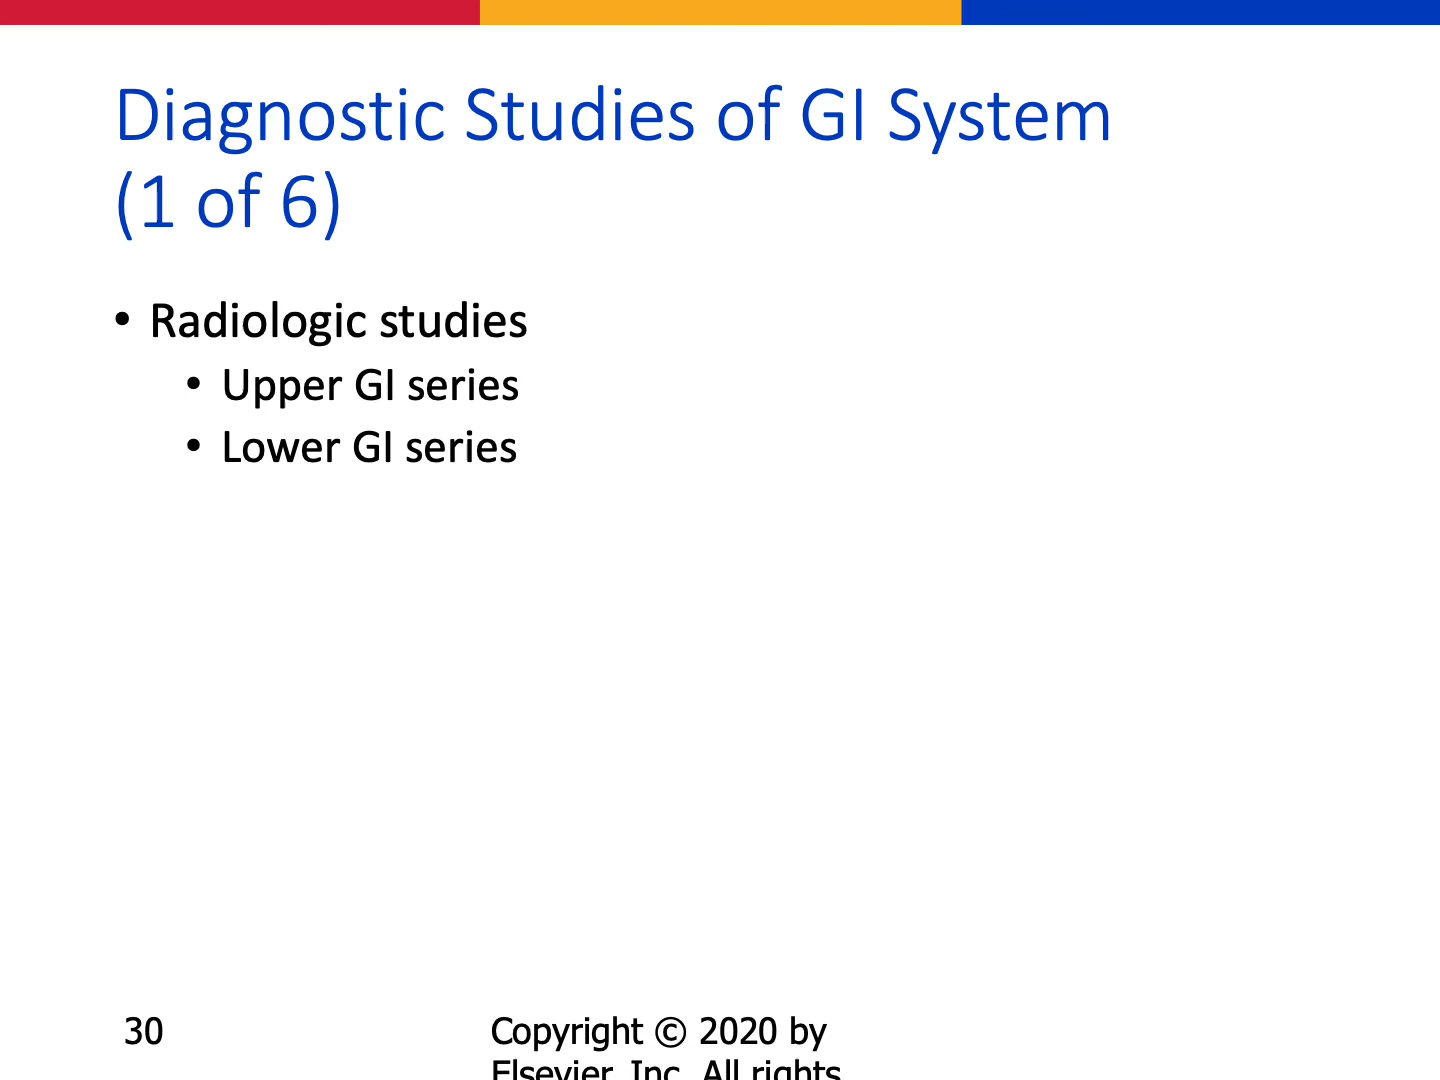 Diagnostic Studies of GI System
(1 of 6)
• Radiologic studies
• Upper GI series
• Lower GI series
30
Copyright © 2020 by
Elsevier, Inc. All rights